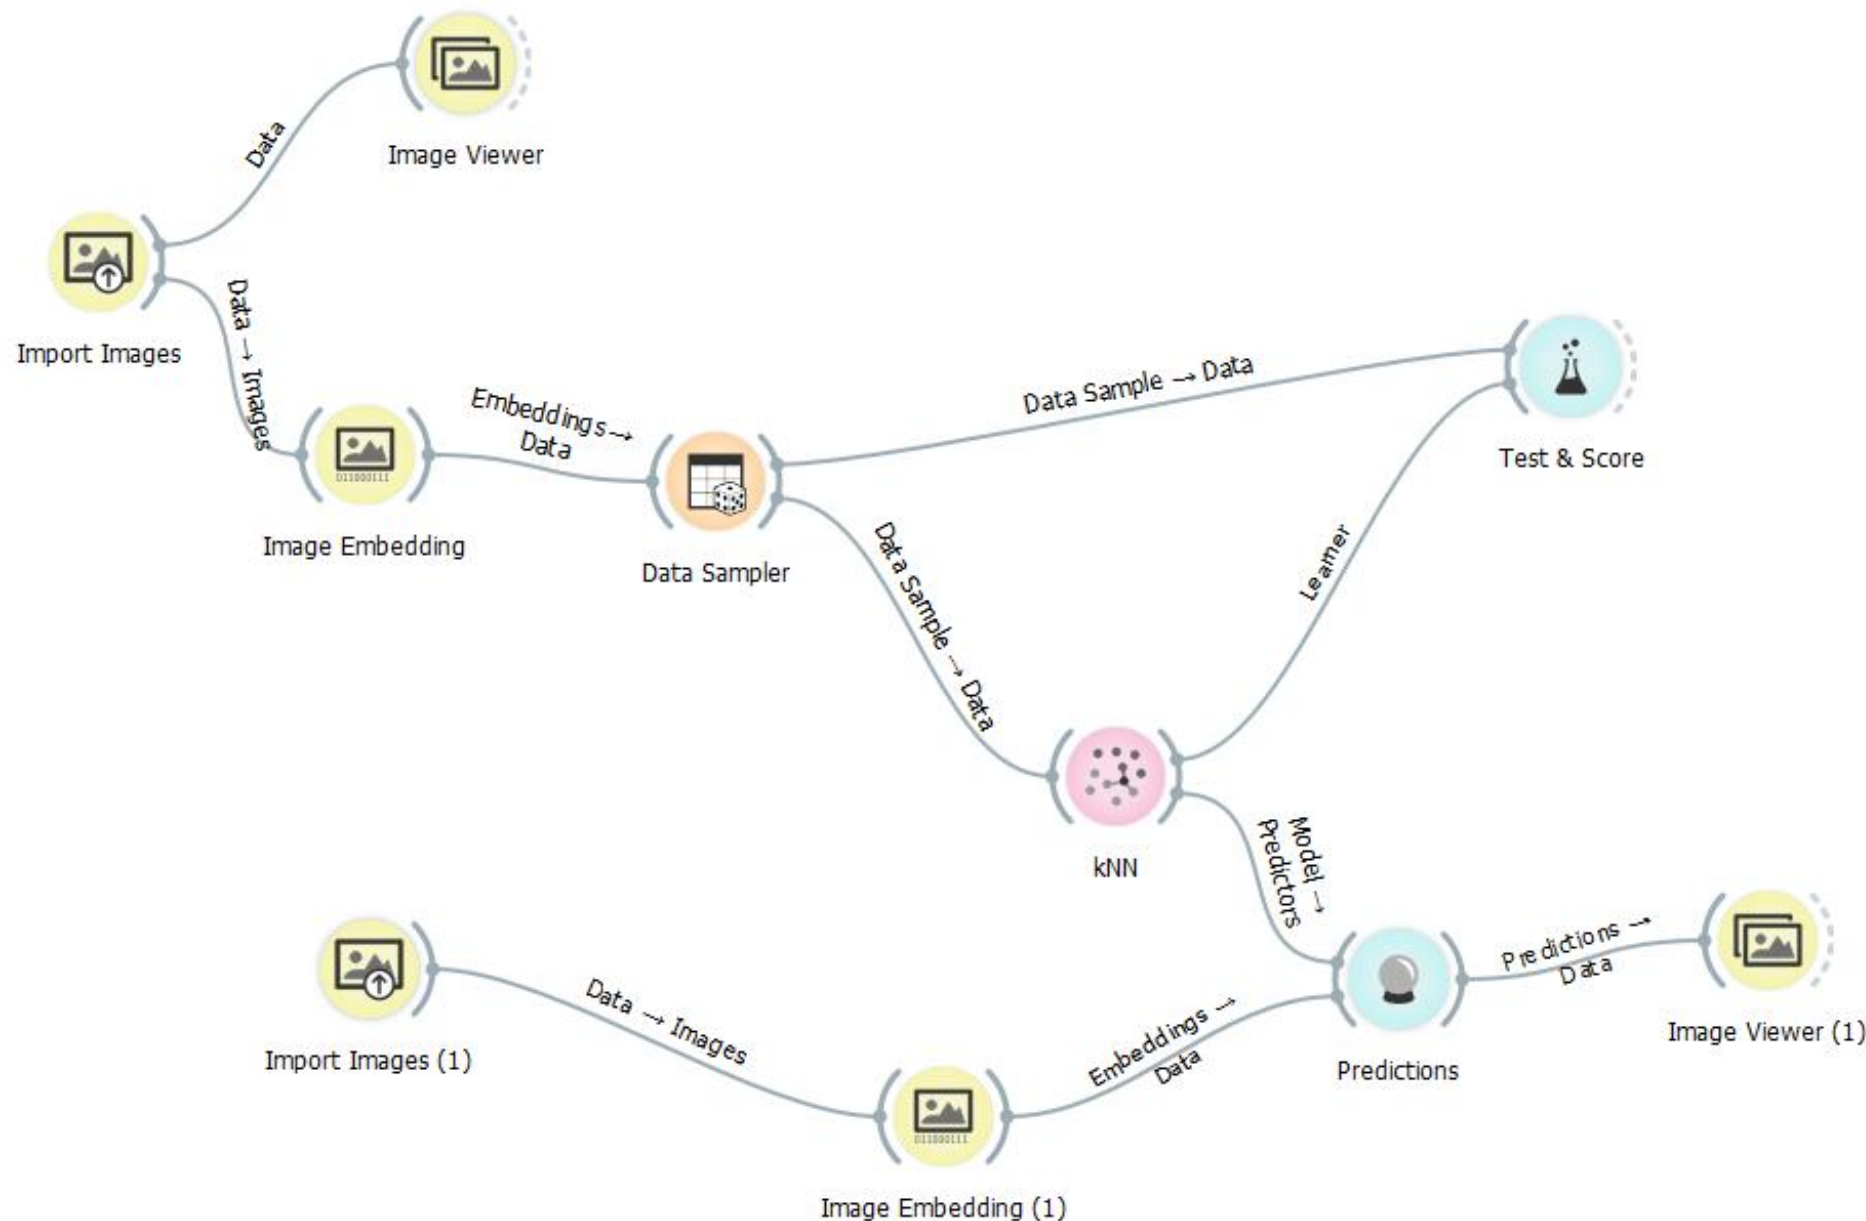 Image Viewer
Data
Import Images
Data → Images
Embeddings →
Data
Image Embedding
Data Sampler
Data Sample → Data
Test & Score
Data Sample → Data
Learner
kNN
Model →
Predictors
Import Images (1)
Data → Images
Image Embedding (1)
Embeddings →
Data
Predictions
Predictions →
Data
Image Viewer (1)